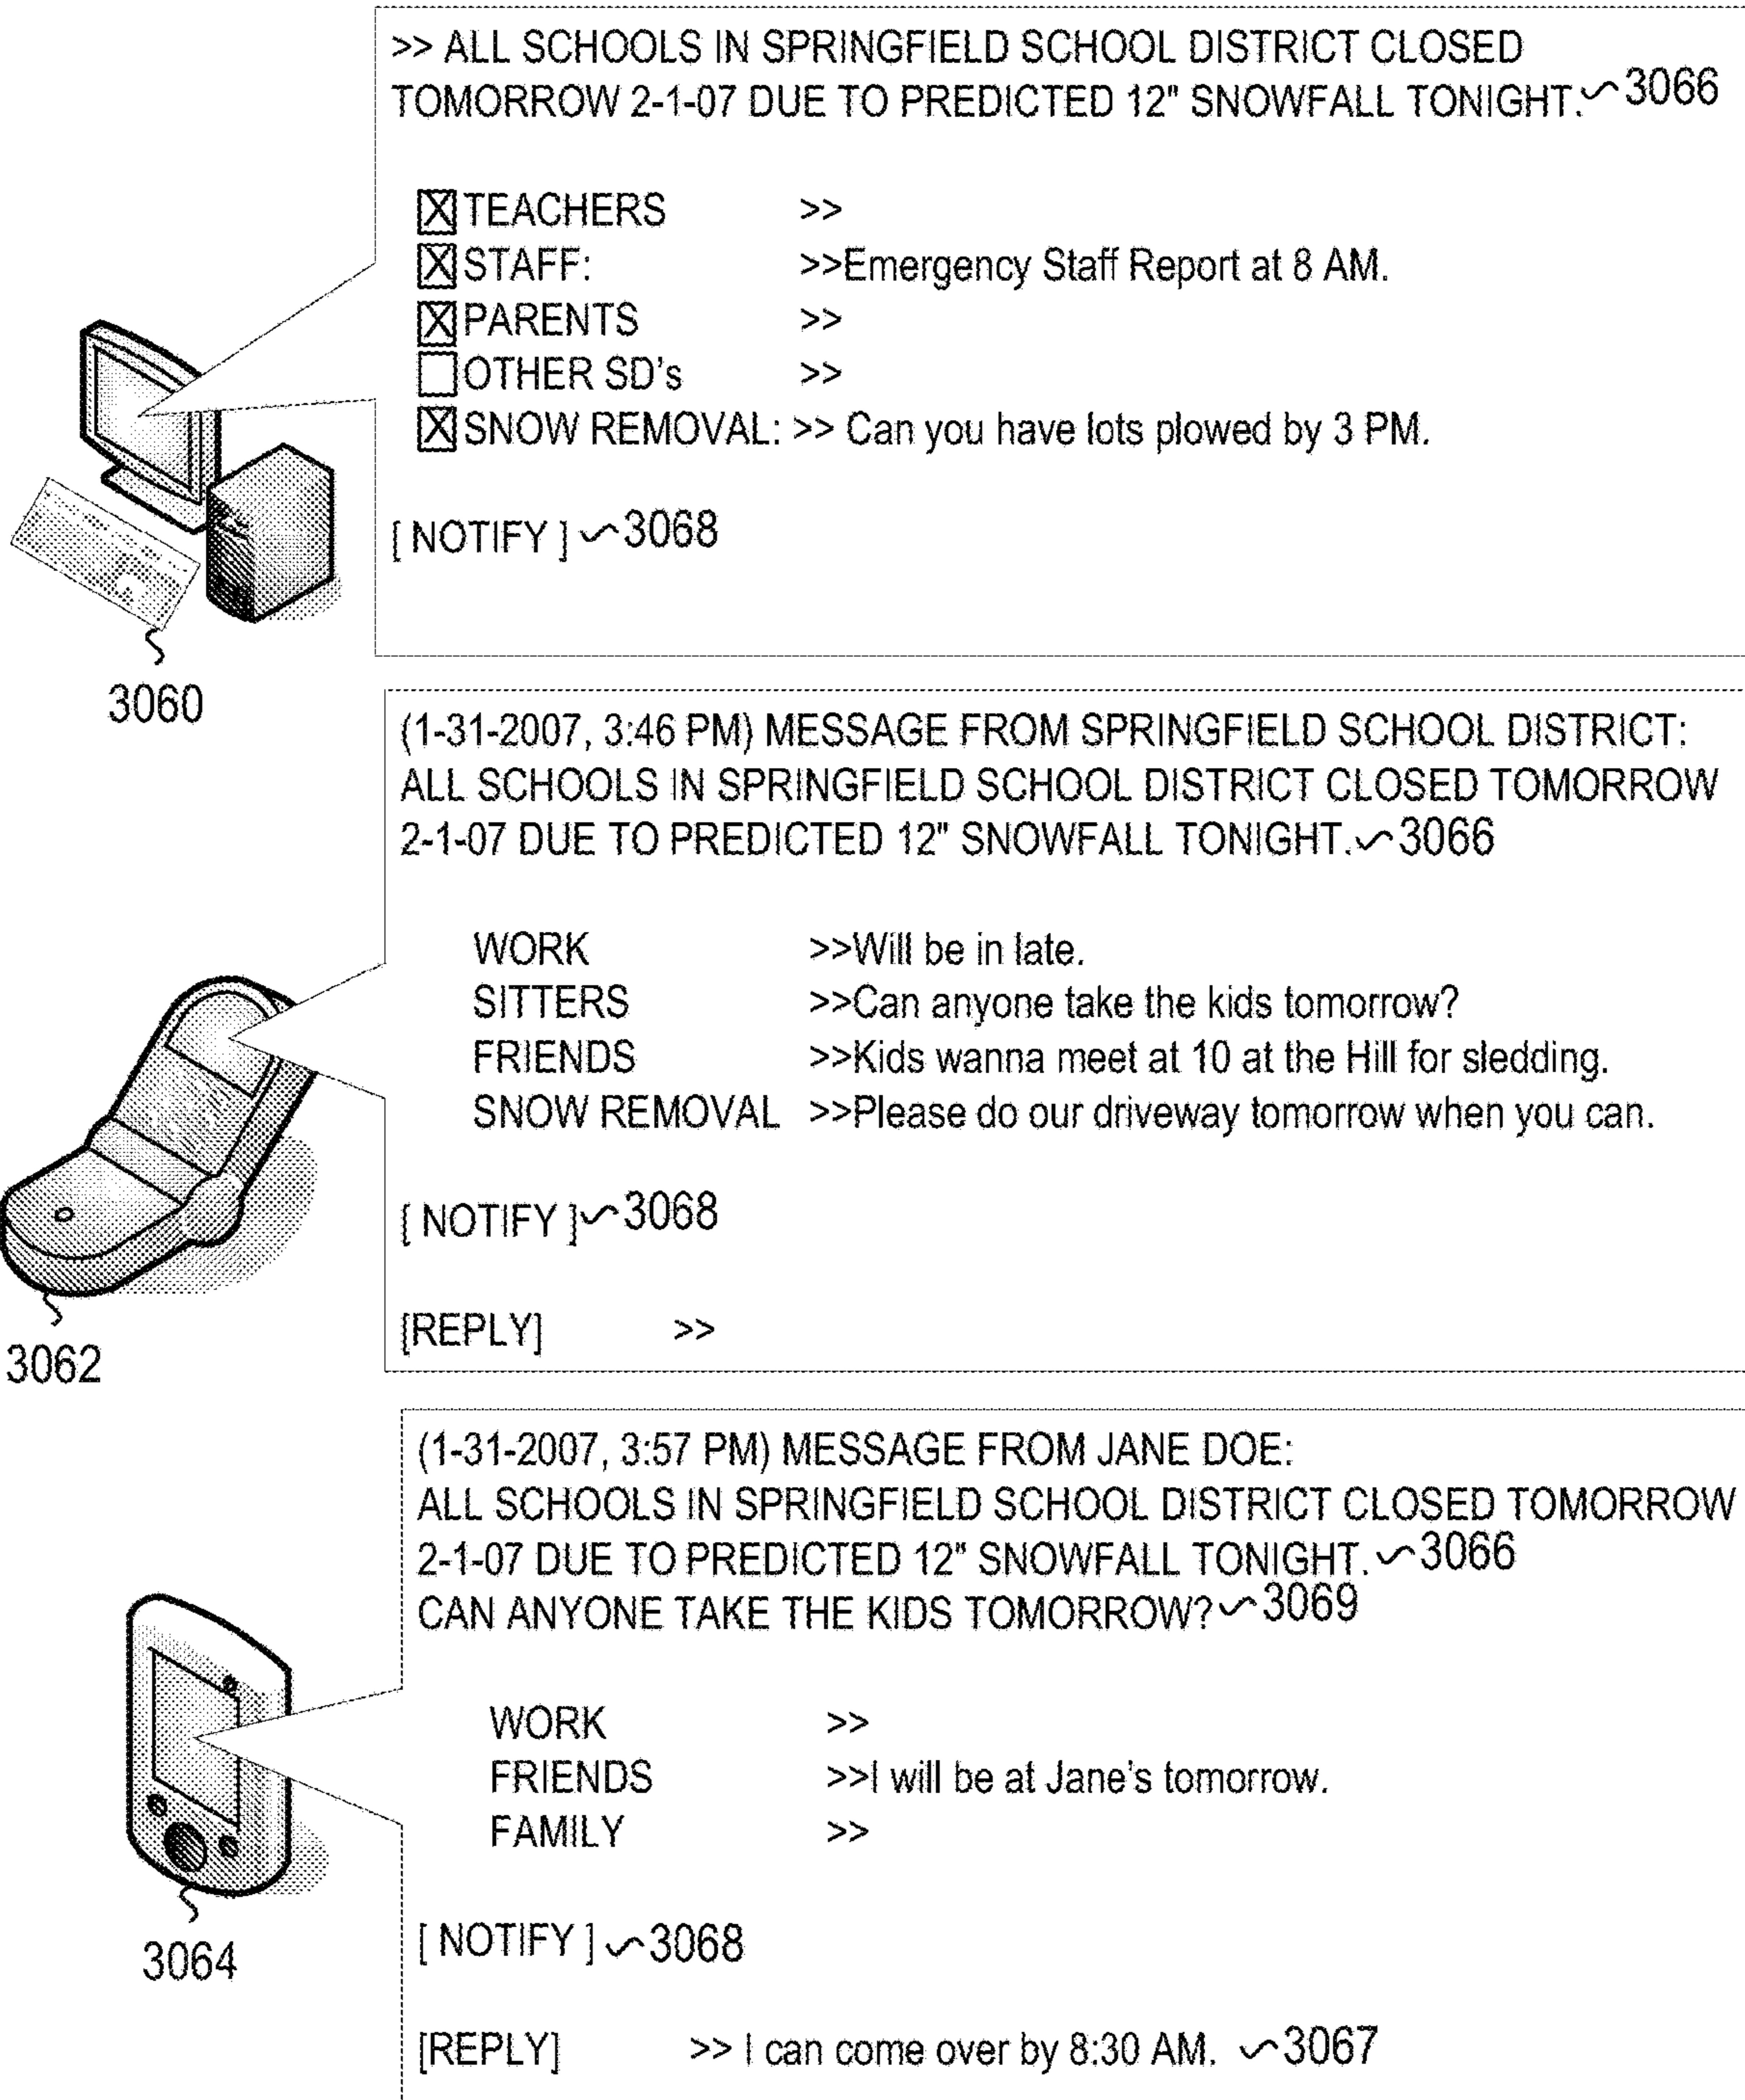 >> ALL SCHOOLS IN SPRINGFIELD SCHOOL DISTRICT CLOSED
TOMORROW 2-1-07 DUE TO PREDICTED 12" SNOWFALL TONIGHT. 3066
TEACHERS >>
STAFF: >>Emergency Staff Report at 8 AM.
PARENTS >>
OTHER SD's >>
SNOW REMOVAL: >> Can you have lots plowed by 3 PM.
[ NOTIFY ] 3068
3060
(1-31-2007, 3:46 PM) MESSAGE FROM SPRINGFIELD SCHOOL DISTRICT:
ALL SCHOOLS IN SPRINGFIELD SCHOOL DISTRICT CLOSED TOMORROW
2-1-07 DUE TO PREDICTED 12" SNOWFALL TONIGHT. 3066
WORK >>Will be in late.
SITTERS >>Can anyone take the kids tomorrow?
FRIENDS >>Kids wanna meet at 10 at the Hill for sledding.
SNOW REMOVAL >>Please do our driveway tomorrow when you can.
[ NOTIFY ] 3068
[REPLY] >>
3062
(1-31-2007, 3:57 PM) MESSAGE FROM JANE DOE:
ALL SCHOOLS IN SPRINGFIELD SCHOOL DISTRICT CLOSED TOMORROW
2-1-07 DUE TO PREDICTED 12" SNOWFALL TONIGHT. 3066
CAN ANYONE TAKE THE KIDS TOMORROW? 3069
WORK >>
FRIENDS >>I will be at Jane's tomorrow.
FAMILY >>
[ NOTIFY ] 3068
3064
[REPLY] >> I can come over by 8:30 AM. 3067